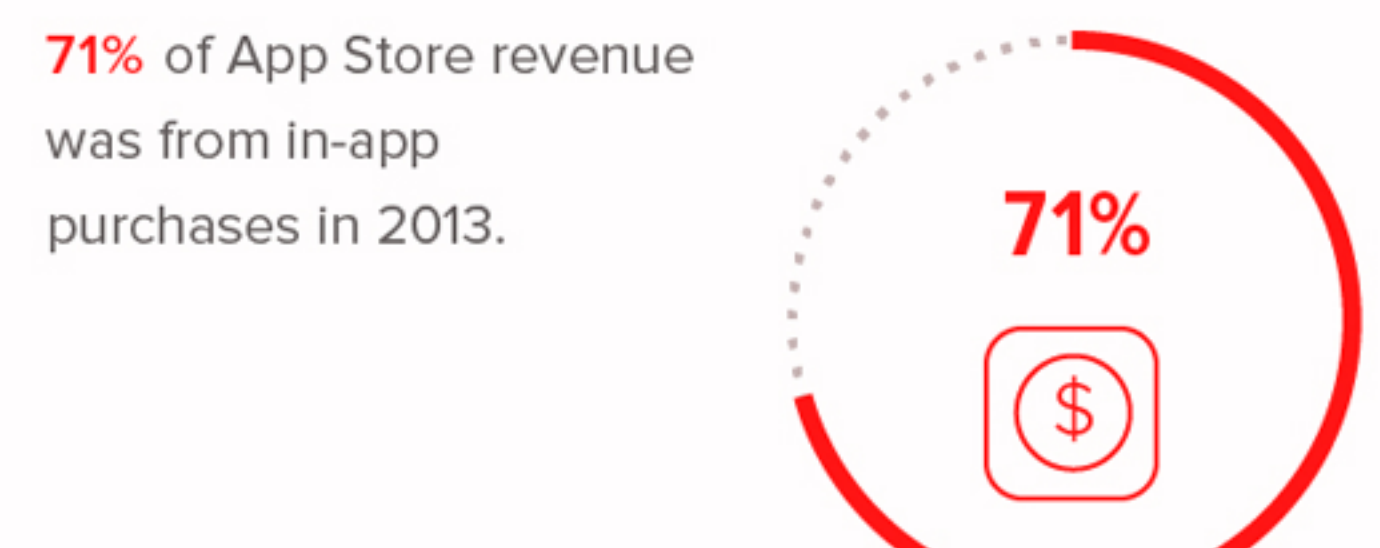 71% of App Store revenue
was from in-app
purchases in 2013.
71%
$